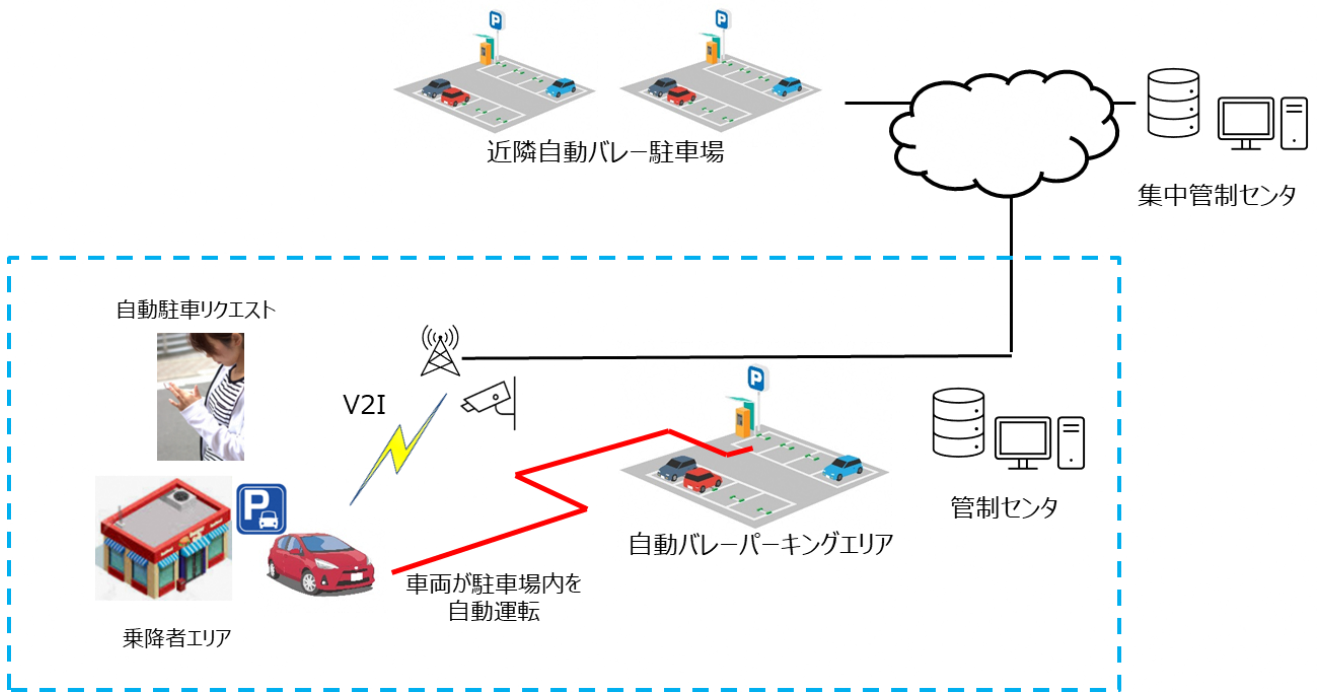 近隣自動バレー駐車場
集中管制センタ
自動駐車リクエスト
V2I
P
管制センタ
自動バレーパーキングエリア
車両が駐車場内を
自動運転
乗降者エリア